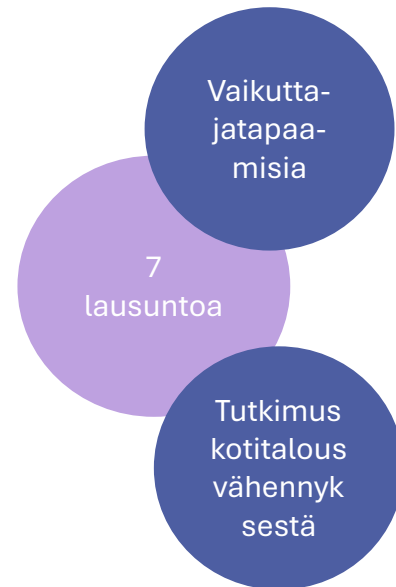 Vaikutta-
jatapaa-
misia
7
lausuntoa
Tutkimus
kotitalous
vähennyk
sestä